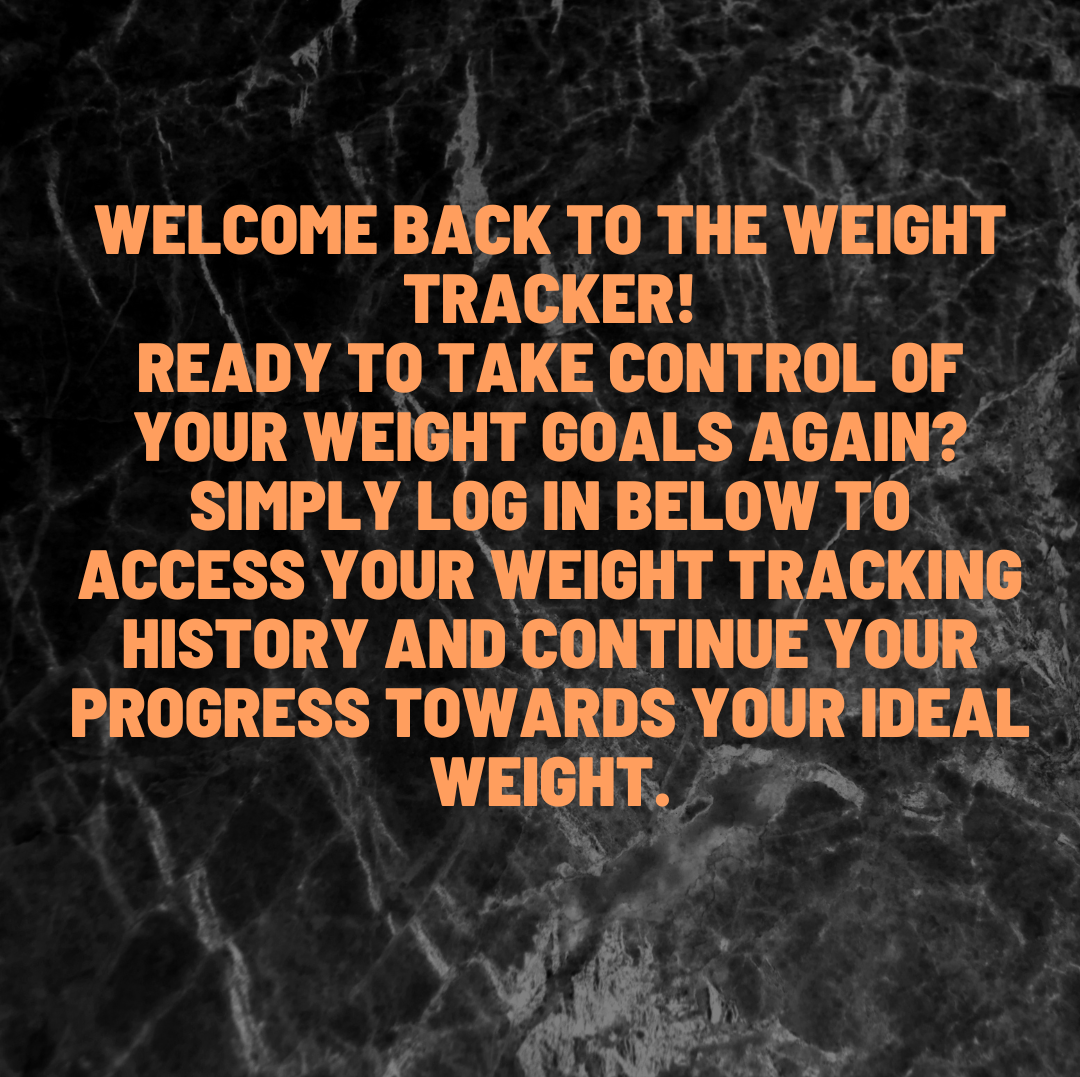 WELCOME BACK TO THE WEIGHT
TRACKER!
READY TO TAKE CONTROL OF
YOUR WEIGHT GOALS AGAIN?
SIMPLY LOG IN BELOW TO
ACCESS YOUR WEIGHT TRACKING
HISTORY AND CONTINUE YOUR
PROGRESS TOWARDS YOUR IDEAL
WEIGHT.